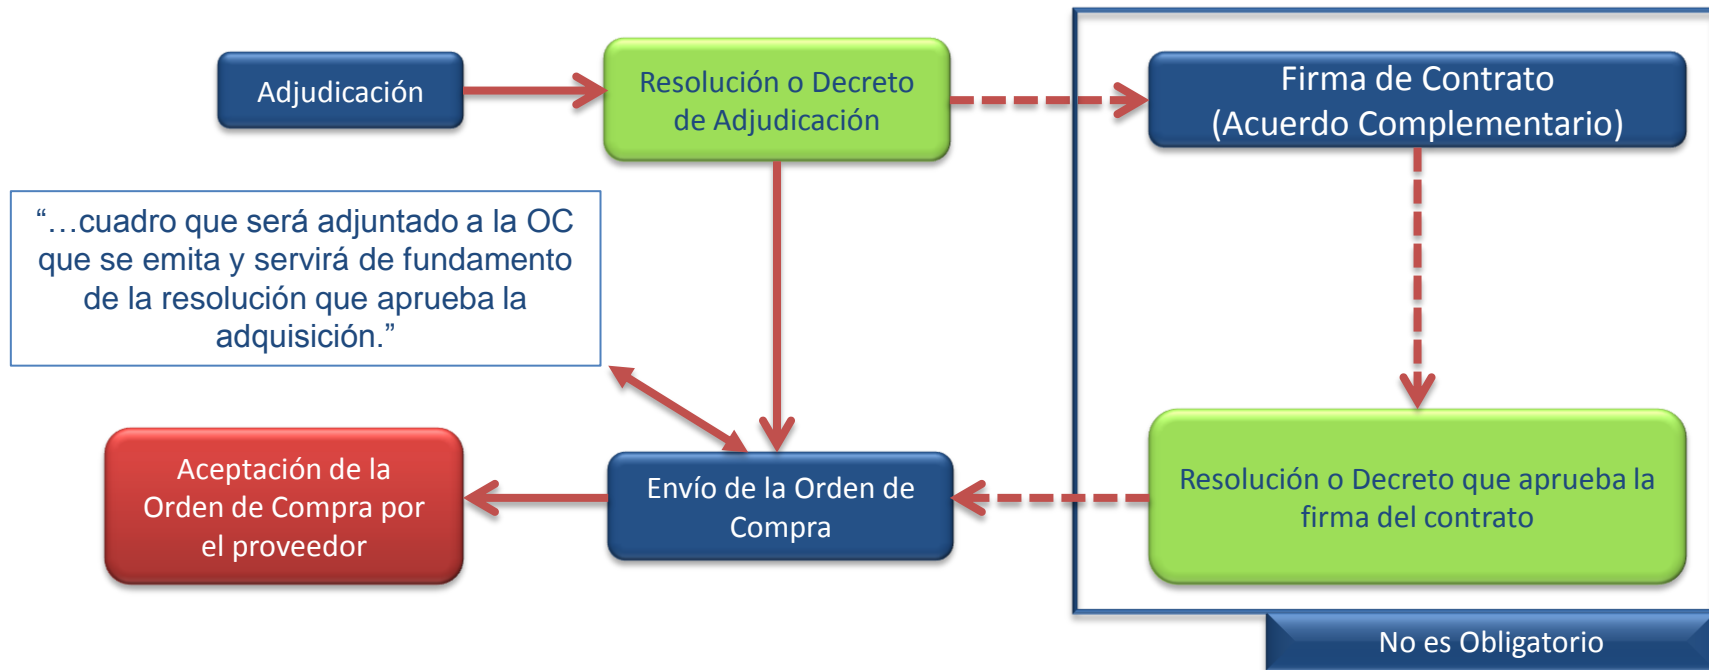 Adjudicación
Resolución o Decreto
de Adjudicación
Firma de Contrato
(Acuerdo Complementario)
“…cuadro que será adjuntado a la OC
que se emita y servirá de fundamento
de la resolución que aprueba la
adquisición.”
Aceptación de la
Orden de Compra por
el proveedor
Envío de la Orden de
Compra
Resolución o Decreto que aprueba la
firma del contrato
No es Obligatorio